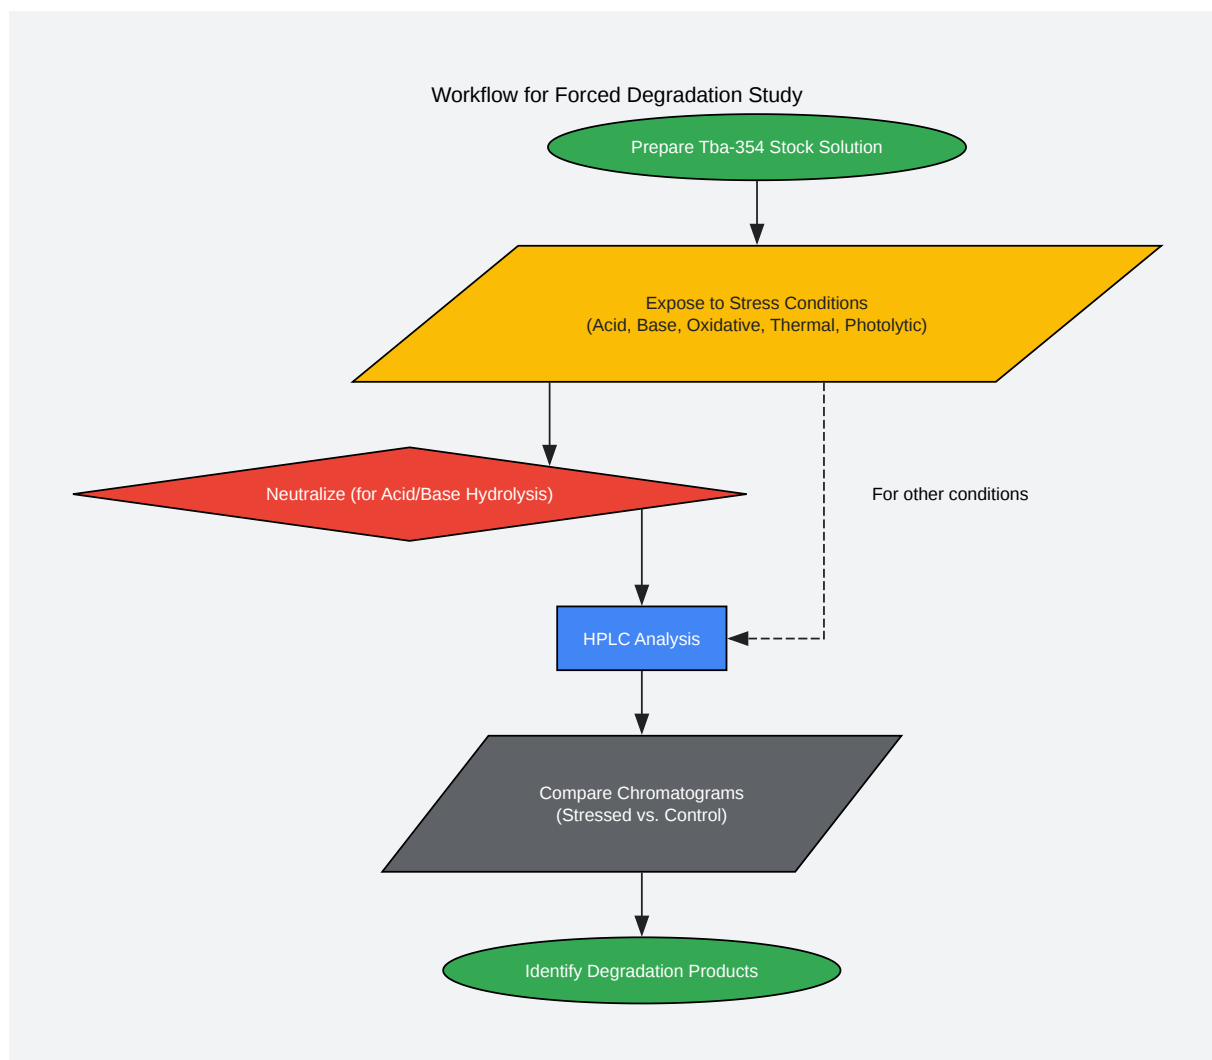 Workflow for Forced Degradation Study
Prepare Tba-354 Stock Solution
Expose to Stress Conditions
(Acid, Base, Oxidative, Thermal, Photolytic)
Neutralize (for Acid/Base Hydrolysis)
For other conditions
HPLC Analysis
Compare Chromatograms
(Stressed vs. Control)
Identify Degradation Products